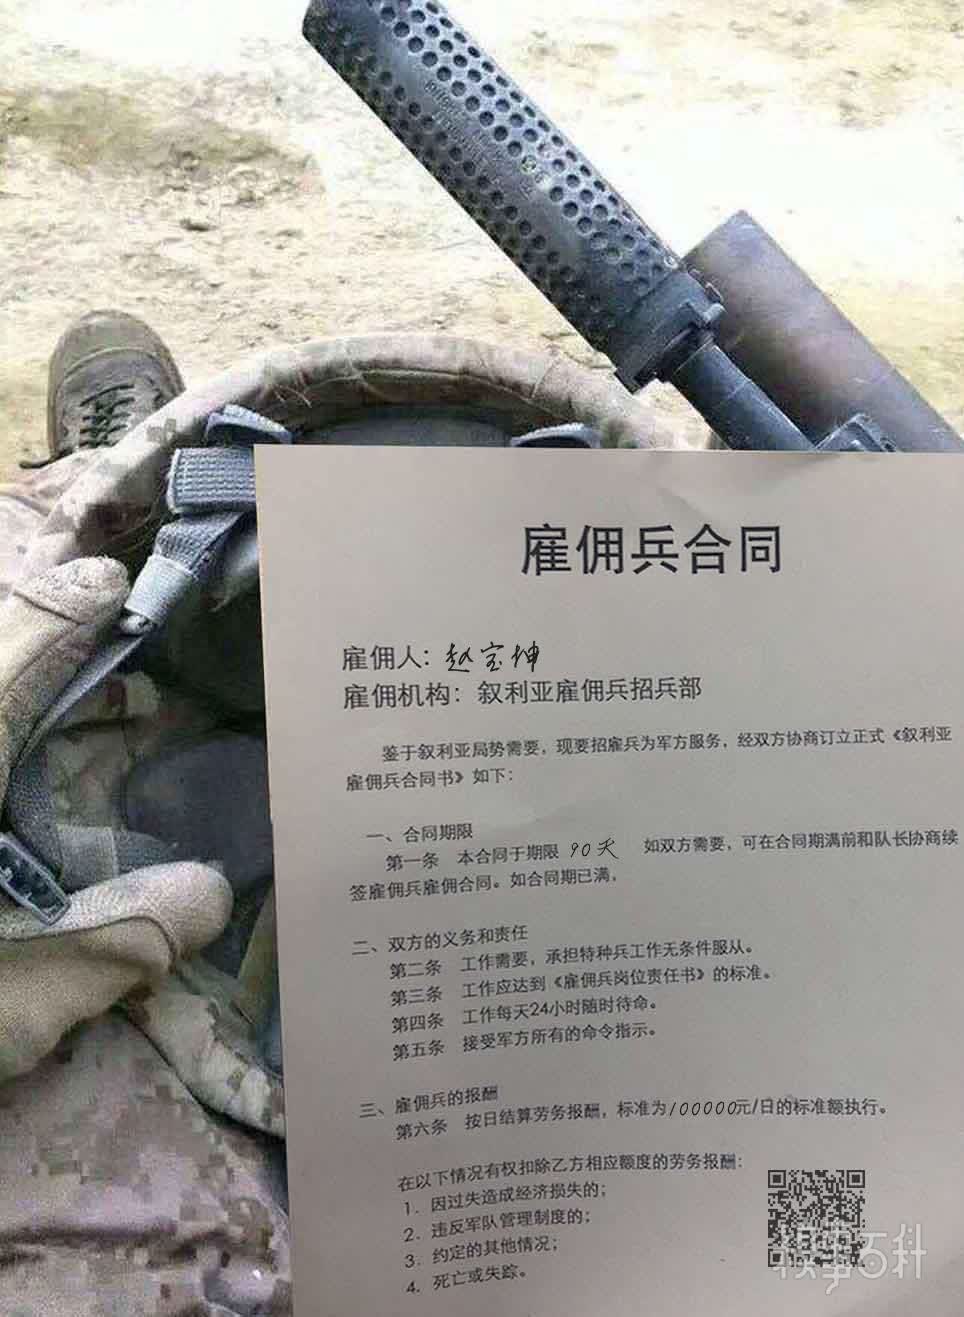 雇佣兵合同
雇佣人：赵宝坤
雇佣机构：叙利亚雇佣兵招兵部
鉴于叙利亚局势需要，现要招雇兵为军方服务，经双方协商订立正式《叙利亚
雇佣兵合同书》如下：
一、合同期限
第一条 本合同于期限 90天 如双方需要，可在合同期满前和队长协商续
签雇佣兵雇佣合同。如合同期已满，
二、双方的义务和责任
第二条 工作需要，承担特种兵工作无条件服从。
第三条 工作应达到《雇佣兵岗位责任书》的标准。
第四条 工作每天24小时随时待命。
第五条 接受军方所有的命令指示。
三、雇佣兵的报酬
第六条 按日结算劳务报酬，标准为100000元/日的标准额执行。
在以下情况有权扣除乙方相应额度的劳务报酬：
1. 因过失造成经济损失的；
2. 违反军队管理制度的；
3. 约定的其他情况；
4. 死亡或失踪。
糗事百科